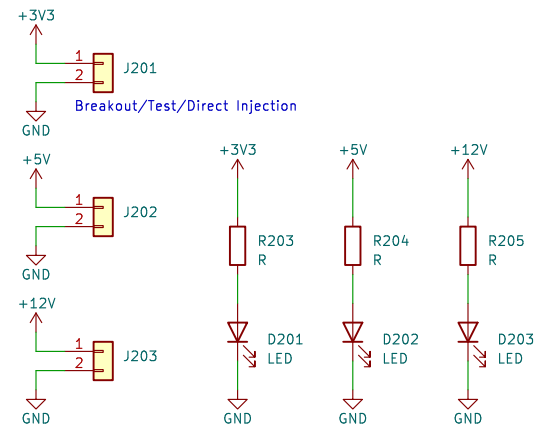 +3V3
1
2
J201
Breakout/Test/Direct Injection
GND
+5V
1
2
J202
GND
+12V
1
2
J203
GND
+3V3
R203
R
D201
LED
GND
+5V
R204
R
D202
LED
GND
+12V
R205
R
D203
LED
GND